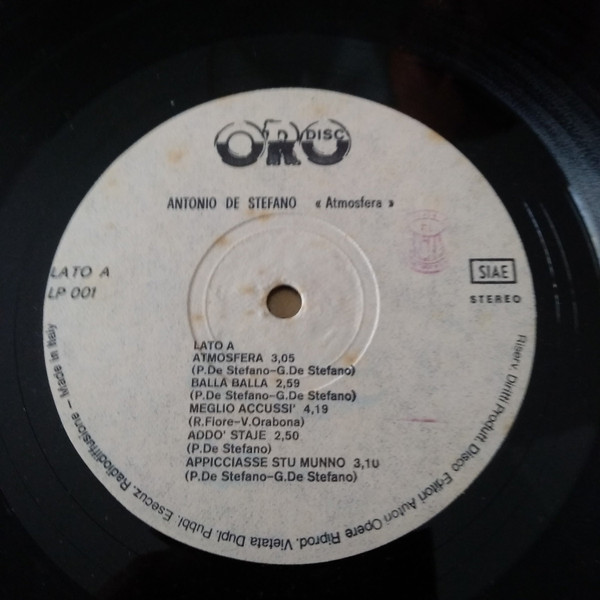 ORO
DISC
ANTONIO DE STEFANO « Atmosfera »
LATO A
LP 001
SIAE
STEREO
LATO A
ATMOSFERA 3,05
(P.De Stefano-G.De Stefano)
BALLA BALLA 2,59
(P.De Stefano-G.De Stefano)
MEGLIO ACCUSSI' 4,19
(R.Fiore-V.Orabona)
ADDO' STAJE 2,50
(P.De Stefano)
APPICCIASSE STU MUNNO 3,10
(P.De Stefano-G.De Stefano)
Riserv. Diritti Produtt. Disco Editori Autori Opere Riprod. Vietata Dupl. Pubbl. Esecuz. Radiodiffusione - Made in Italy